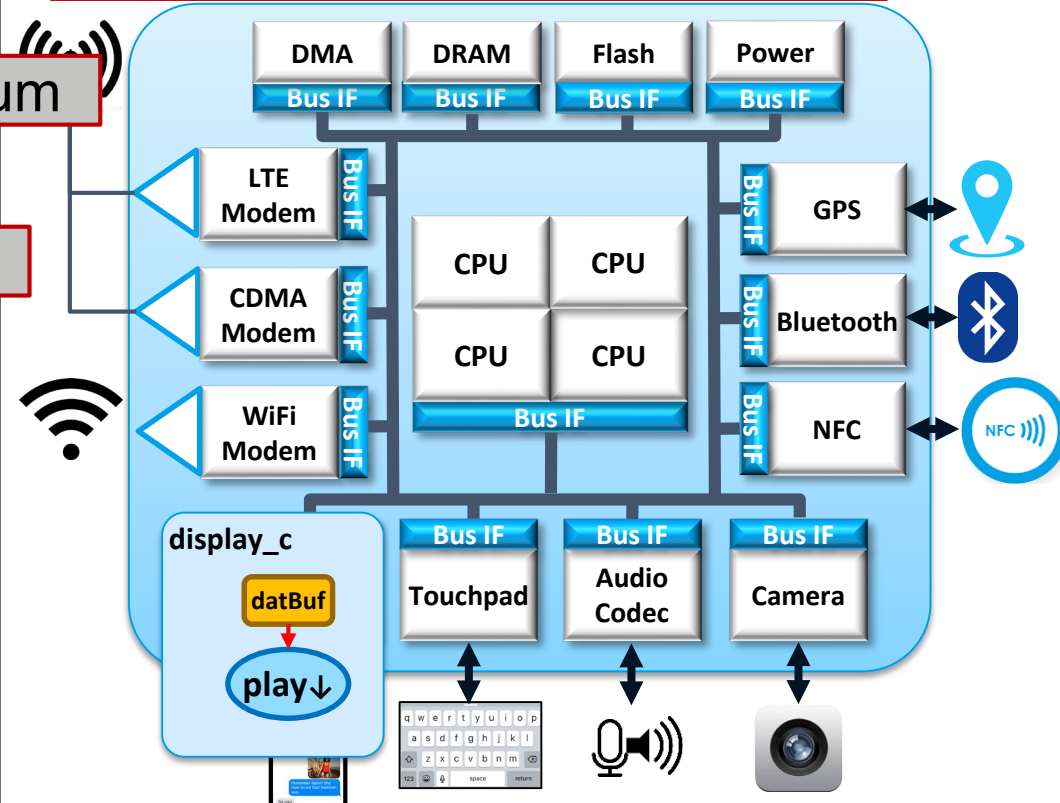 DMA
DRAM
Flash
Power
Bus IF
Bus IF
Bus IF
Bus IF
um
LTE
Modem
Bus IF
Bus IF
GPS
CPU
CPU
CDMA
Modem
Bus IF
Bus IF
Bluetooth
CPU
CPU
WiFi
Modem
Bus IF
Bus IF
Bus IF
NFC
NFC
display_c
datBuf
play↓
Bus IF
Bus IF
Bus IF
Touchpad
Audio
Codec
Camera
q w e r t y u i o p
a s d f g h j k l
z x c v b n m
123 space return